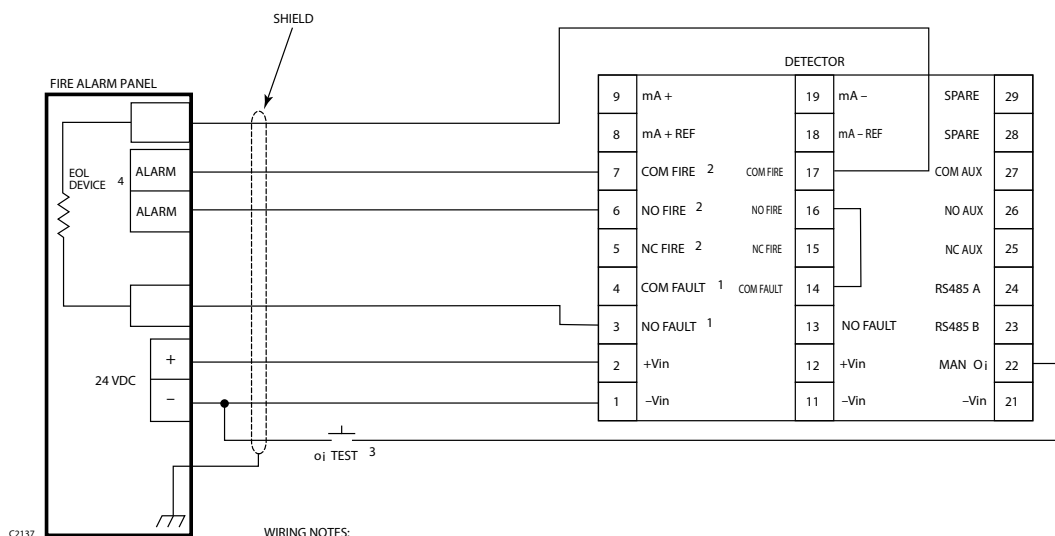 SHIELD
FIRE ALARM PANEL
DETECTOR
EOL
DEVICE 4
ALARM
ALARM
+
24 VDC
–
oi TEST 3
9 mA + 19 mA – SPARE 29
8 mA + REF 18 mA – REF SPARE 28
7 COM FIRE 2 COM FIRE 17 COM AUX 27
6 NO FIRE 2 NO FIRE 16 NO AUX 26
5 NC FIRE 2 NC FIRE 15 NC AUX 25
4 COM FAULT 1 COM FAULT 14 RS485 A 24
3 NO FAULT 1 13 NO FAULT RS485 B 23
2 +Vin 12 +Vin MAN Oi 22
1 –Vin 11 –Vin –Vin 21
C2137
WIRING NOTES: